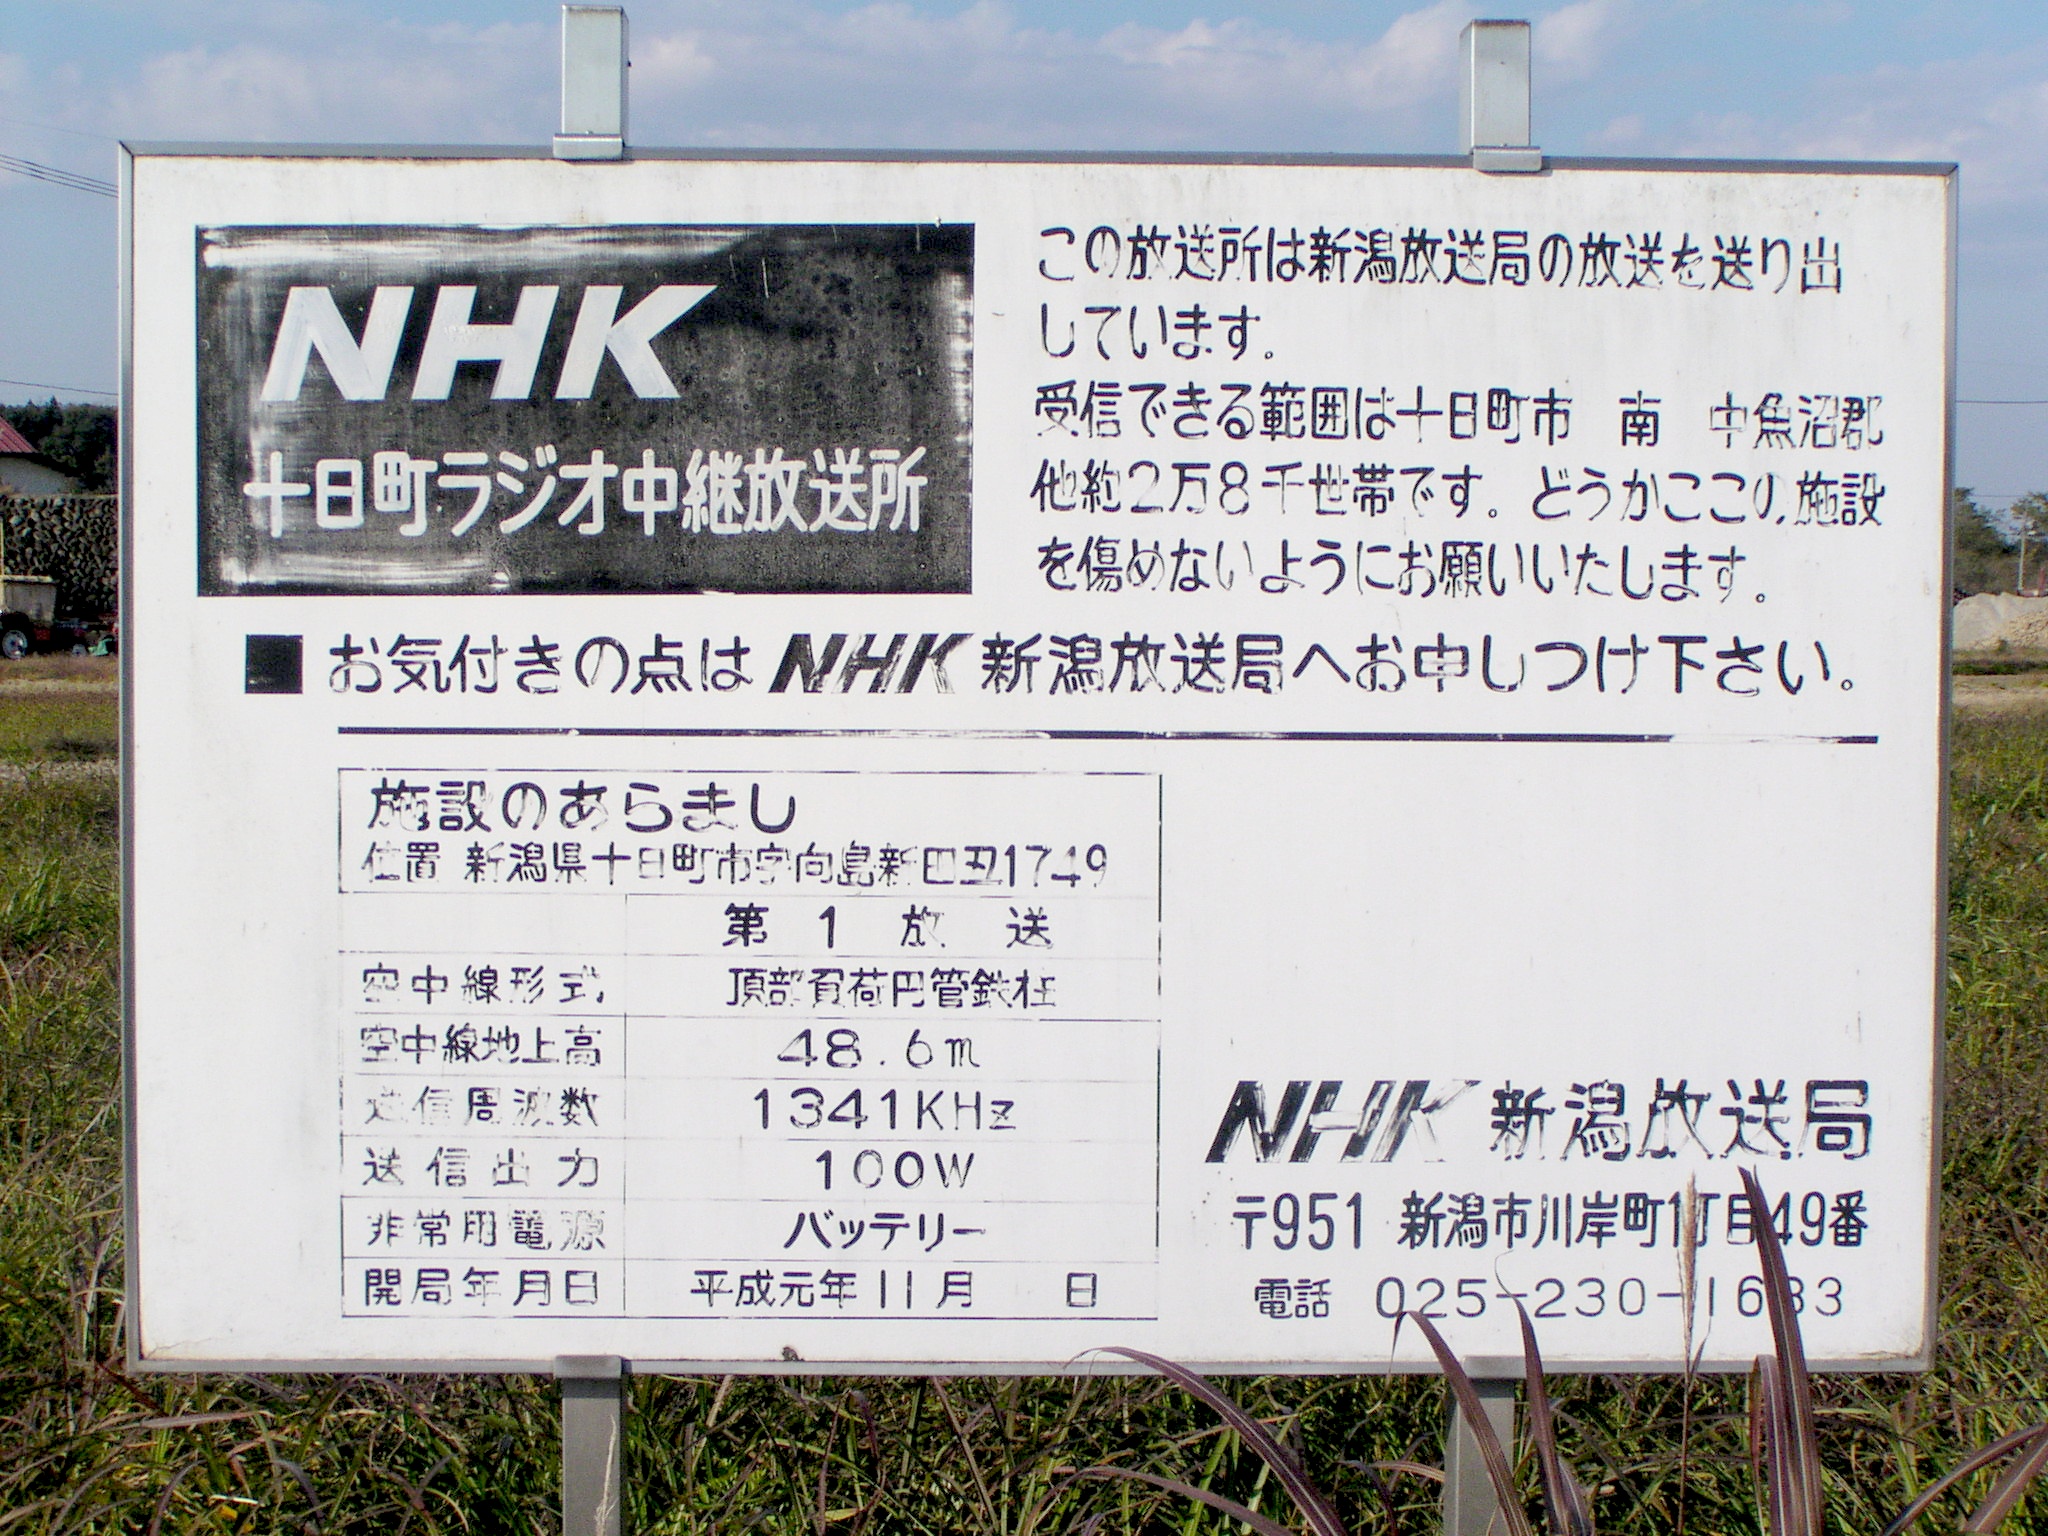 NHK
十日町ラジオ中継放送所
この放送所は新潟放送局の放送を送り出
しています。
受信できる範囲は十日町市 南 中魚沼郡
他約2万8千世帯です。どうかここの施設
を傷めないようにお願いいたします。
■お気付きの点はNHK新潟放送局へお申しつけ下さい。
施設のあらまし
位置 新潟県十日町市字向島新田丑1749
第1放送
空中線形式 頂部負荷円管鉄柱
空中線地上高 48.6m
送信周波数 1341KHz
送信出力 100W
非常用電源 バッテリー
開局年月日 平成元年11月 日
NHK 新潟放送局
〒951 新潟市川岸町1丁目49番
電話 025-230-1633